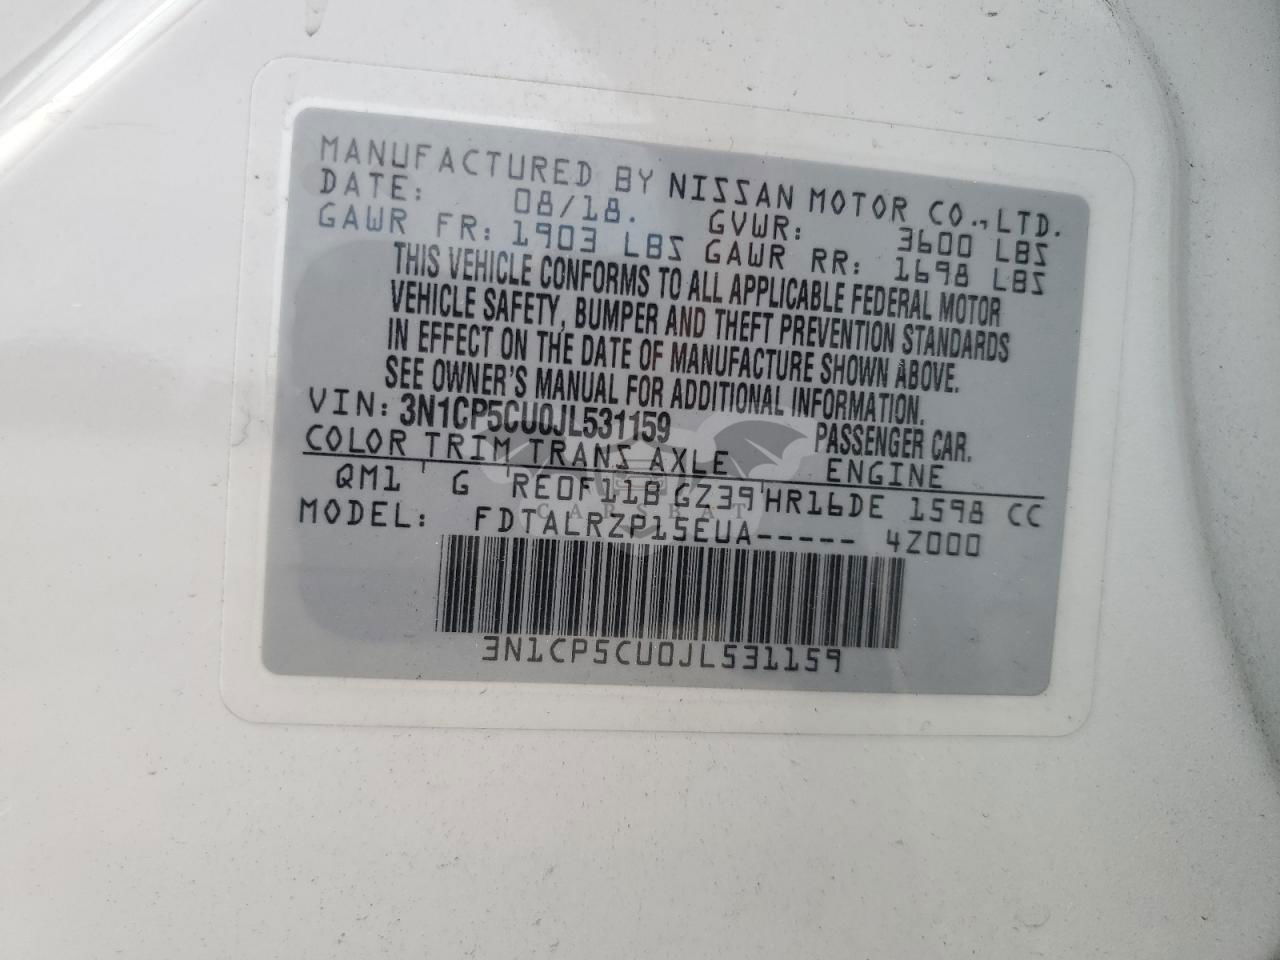 MANUFACTURED BY NISSAN MOTOR CO.,LTD.
DATE: 08/18. GVWR: 3600 LBS
GAWR FR: 1903 LBS GAWR RR: 1698 LBS
THIS VEHICLE CONFORMS TO ALL APPLICABLE FEDERAL MOTOR
VEHICLE SAFETY, BUMPER AND THEFT PREVENTION STANDARDS
IN EFFECT ON THE DATE OF MANUFACTURE SHOWN ABOVE.
SEE OWNER'S MANUAL FOR ADDITIONAL INFORMATION.
VIN: 3N1CP5CU0JL531159 PASSENGER CAR.
COLOR TRIM TRANS AXLE ENGINE
QM1 G RE0F11B GZ39 HR16DE 1598 CC
CARSBAT
MODEL: FDTALRZP15EUA----- 4Z000
3N1CP5CU0JL531159